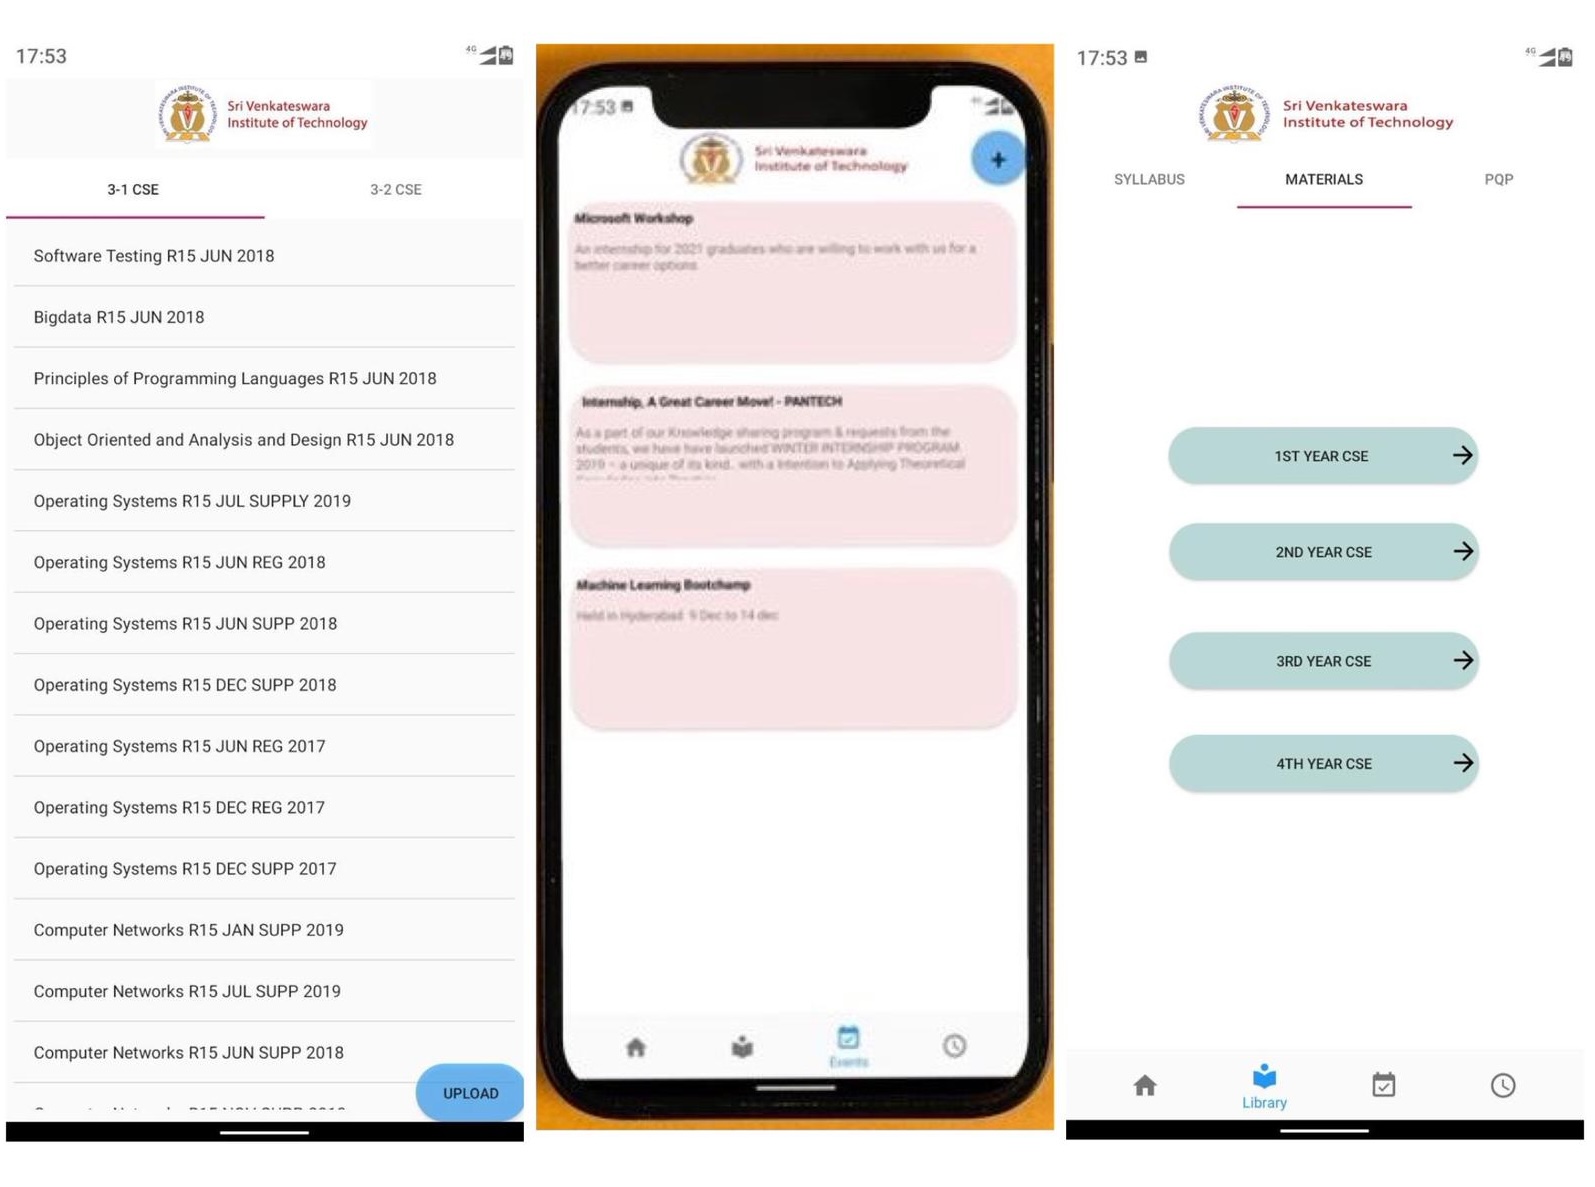 17:53
4G
Sri Venkateswara
Institute of Technology
3-1 CSE
3-2 CSE
Software Testing R15 JUN 2018
Bigdata R15 JUN 2018
Principles of Programming Languages R15 JUN 2018
Object Oriented and Analysis and Design R15 JUN 2018
Operating Systems R15 JUL SUPPLY 2019
Operating Systems R15 JUN REG 2018
Operating Systems R15 JUN SUPP 2018
Operating Systems R15 DEC SUPP 2018
Operating Systems R15 JUN REG 2017
Operating Systems R15 DEC REG 2017
Operating Systems R15 DEC SUPP 2017
Computer Networks R15 JAN SUPP 2019
Computer Networks R15 JUL SUPP 2019
Computer Networks R15 JUN SUPP 2018
UPLOAD
17:53
Sri Venkateswara
Institute of Technology
+
Microsoft Workshop
An internship for 2021 graduates who are willing to work with us for a
better career options
Internship, A Great Career Move! - PANTECH
As a part of our Knowledge sharing program & requests from the
students, we have have launched WINTER INTERNSHIP PROGRAM
2019 - a unique of its kind. with a Intention to Applying Theoretical
Machine Learning Bootchamp
Held in Hyderabad 9 Dec to 14 dec
Events
17:53
4G
Sri Venkateswara
Institute of Technology
SYLLABUS
MATERIALS
PQP
1ST YEAR CSE
2ND YEAR CSE
3RD YEAR CSE
4TH YEAR CSE
Library